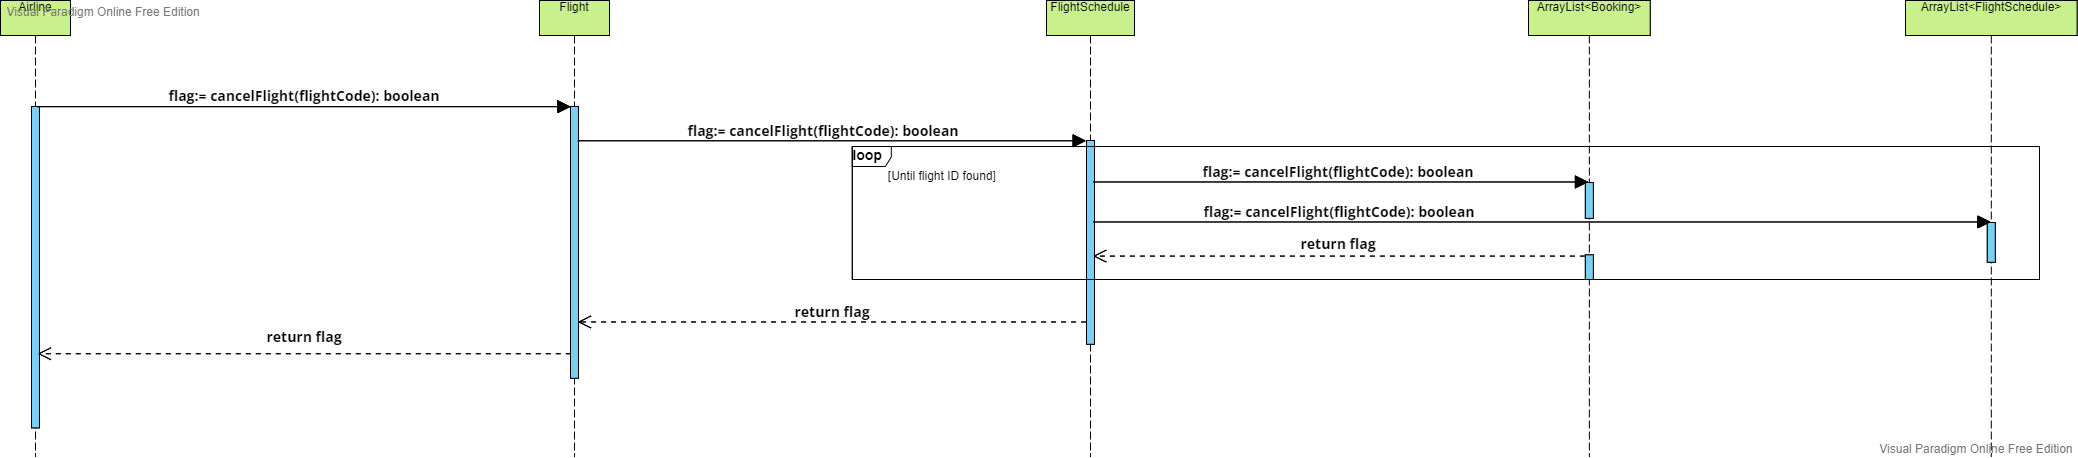 Airline
Visual Paradigm Online Free Edition
Flight
FlightSchedule
ArrayList<Booking>
ArrayList<FlightSchedule>
flag:= cancelFlight(flightCode): boolean
flag:= cancelFlight(flightCode): boolean
loop
[Until flight ID found]
flag:= cancelFlight(flightCode): boolean
flag:= cancelFlight(flightCode): boolean
return flag
return flag
return flag
Visual Paradigm Online Free Edition